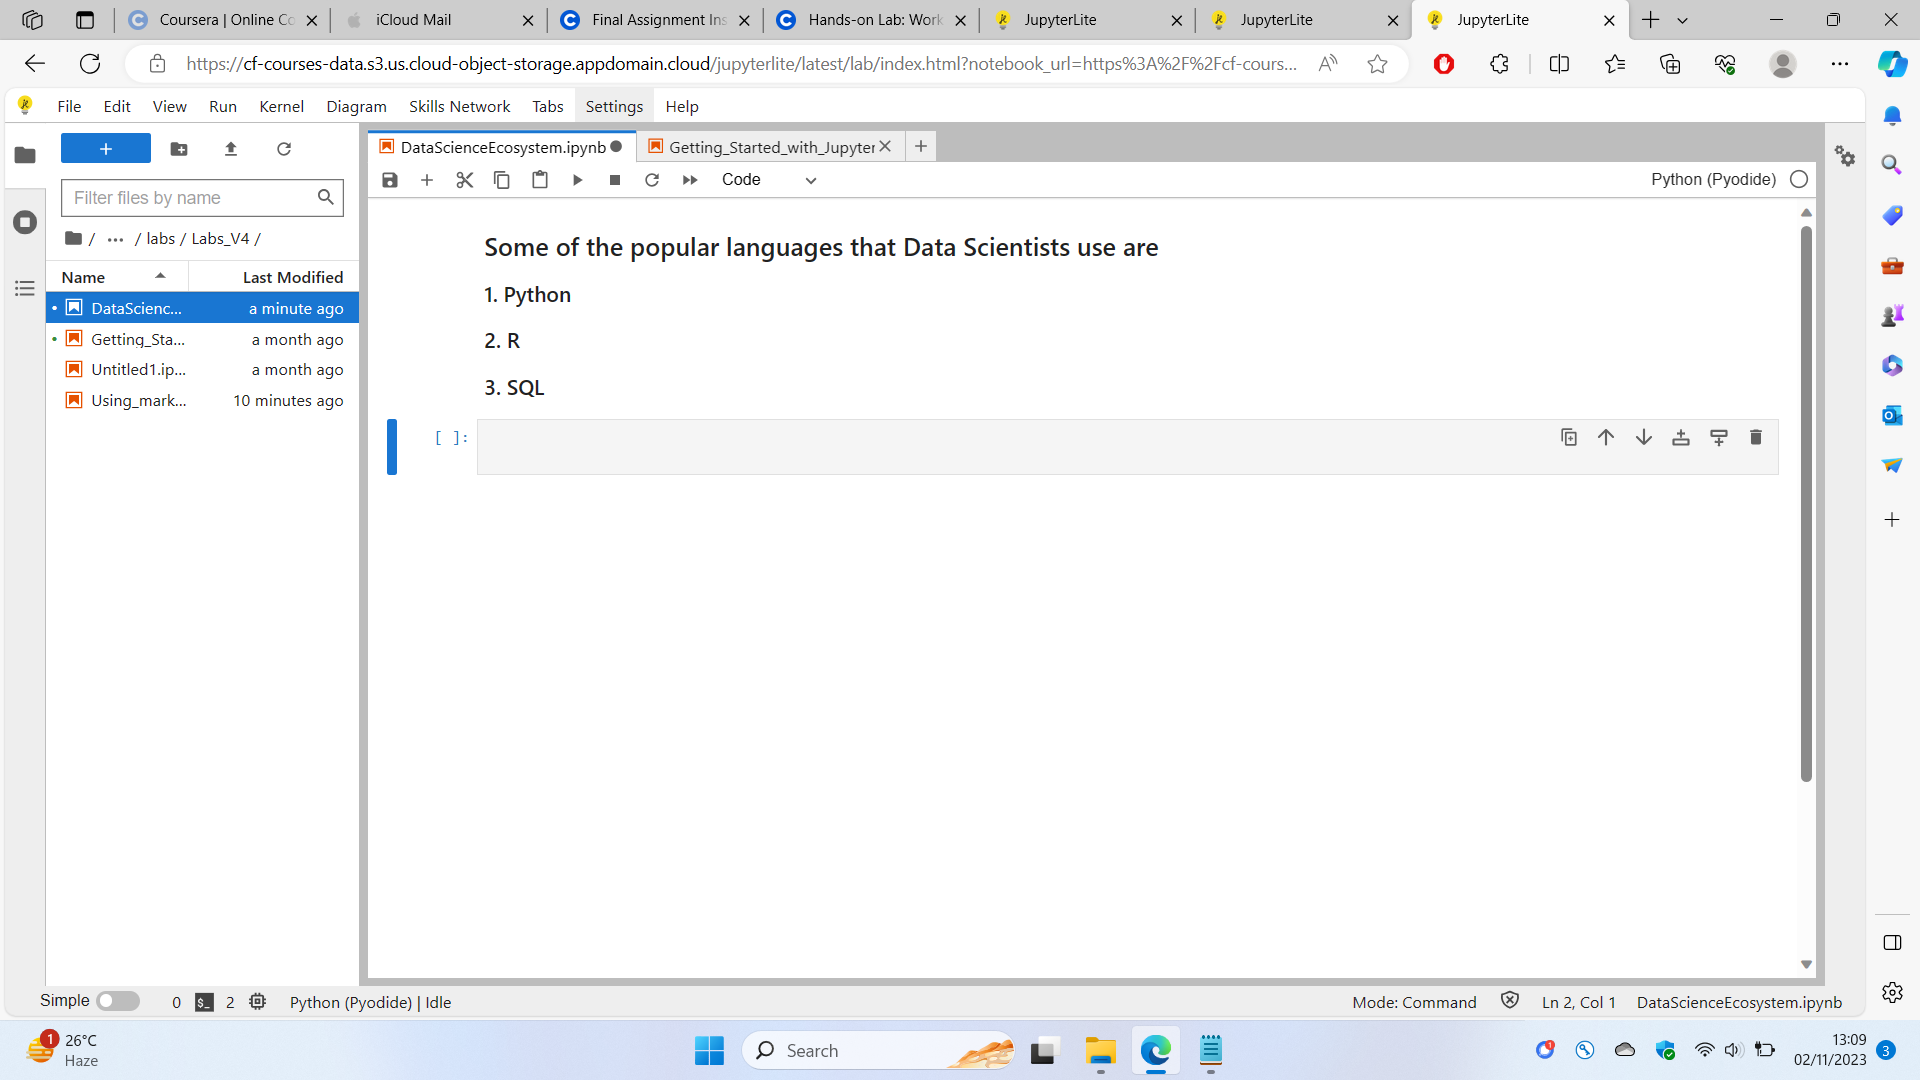 Coursera | Online Co
iCloud Mail
Final Assignment Ins
Hands-on Lab: Work
JupyterLite
JupyterLite
JupyterLite
https://cf-courses-data.s3.us.cloud-object-storage.appdomain.cloud/jupyterlite/latest/lab/index.html?notebook_url=https%3A%2F%2Fcf-cours...
File Edit View Run Kernel Diagram Skills Network Tabs Settings Help
DataScienceEcosystem.ipynb
Getting_Started_with_Jupyter
Code
Python (Pyodide)
Filter files by name
/ ... / labs / Labs_V4 /
Name Last Modified
DataScienc... a minute ago
Getting_Sta... a month ago
Untitled1.ip... a month ago
Using_mark... 10 minutes ago
Some of the popular languages that Data Scientists use are
1. Python
2. R
3. SQL
[ ]:
Simple 0 $_ 2 Python (Pyodide) | Idle
Mode: Command Ln 2, Col 1 DataScienceEcosystem.ipynb
1
26°C
Haze
Search
13:09
02/11/2023
3